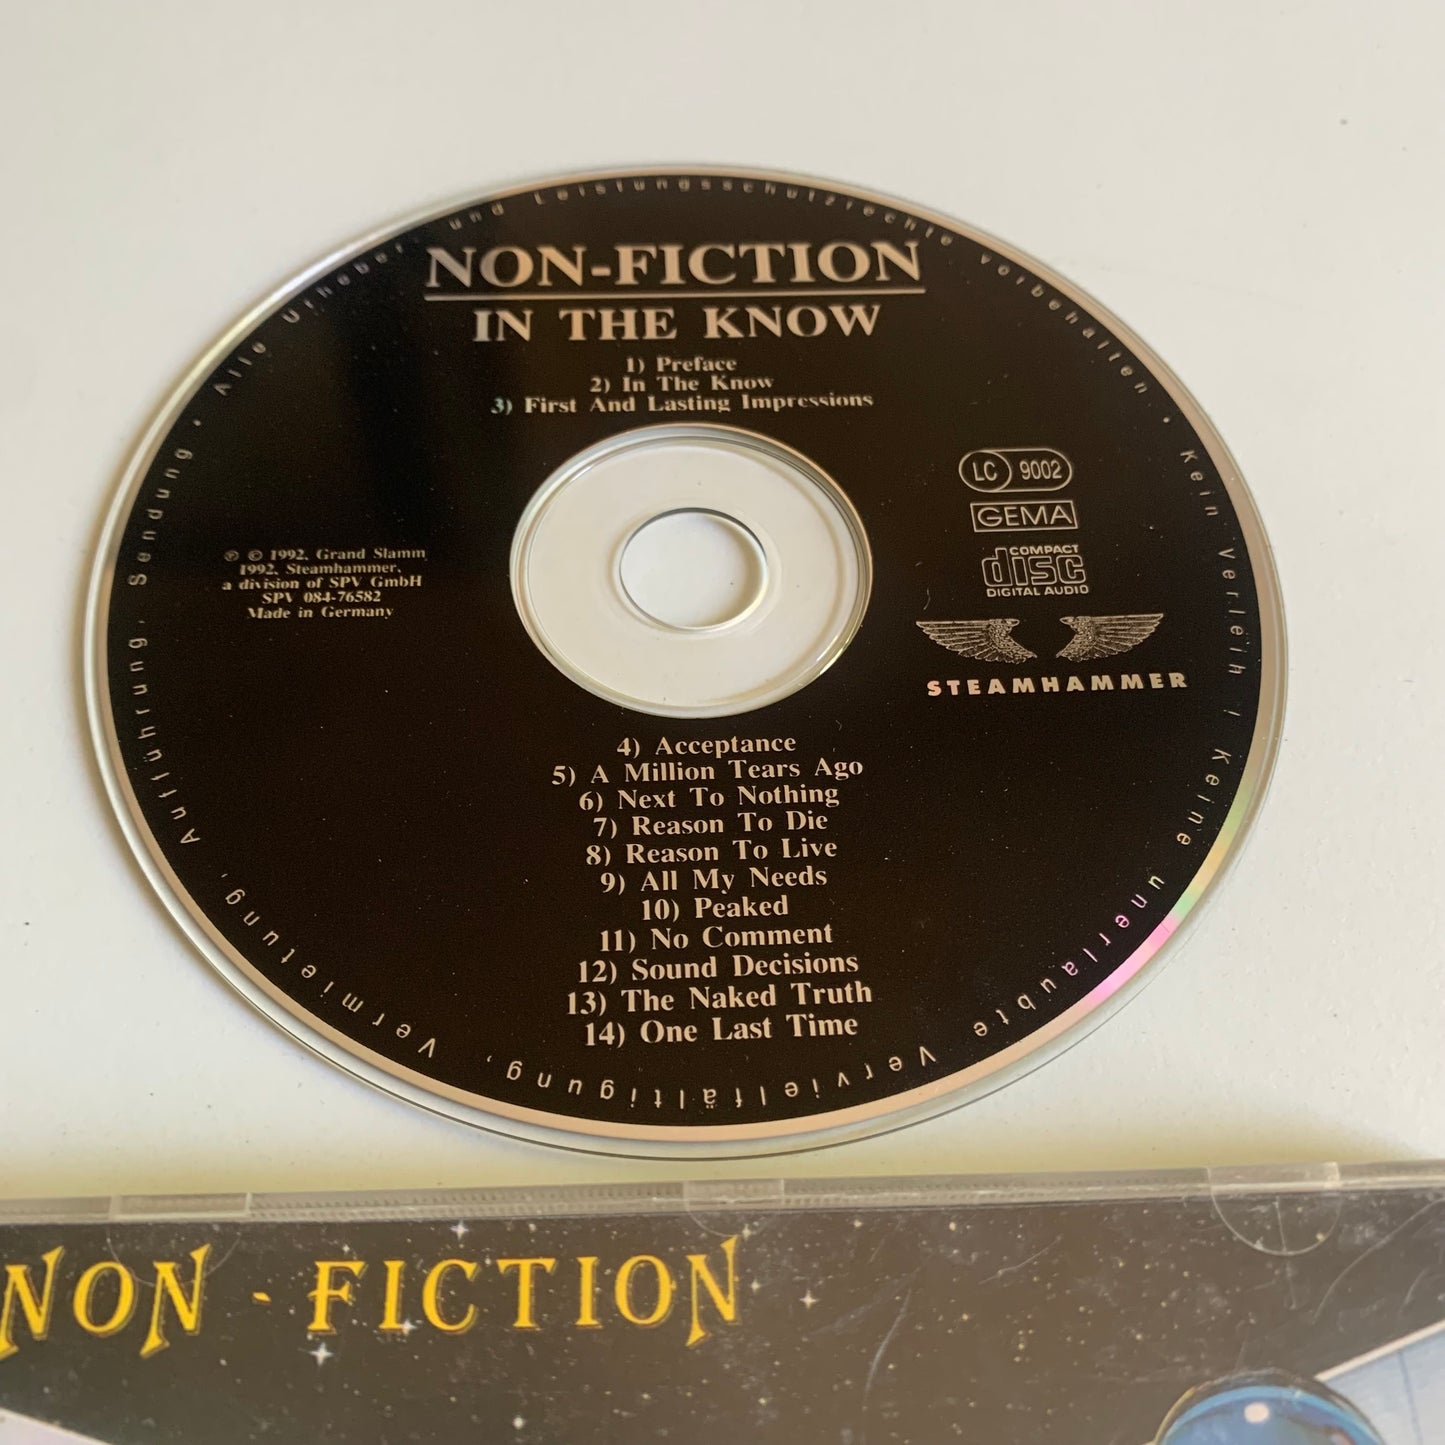 NON-FICTION
IN THE KNOW
1) Preface
2) In The Know
3) First And Lasting Impressions
LC 9002
GEMA
COMPACT
disc
DIGITAL AUDIO
STEAMHAMMER
℗ © 1992, Grand Slamm
1992, Steamhammer,
a division of SPV GmbH
SPV 084-76582
Made in Germany
4) Acceptance
5) A Million Tears Ago
6) Next To Nothing
7) Reason To Die
8) Reason To Live
9) All My Needs
10) Peaked
11) No Comment
12) Sound Decisions
13) The Naked Truth
14) One Last Time
Alle Urheber- und Leistungsschutzrechte vorbehalten · Kein Verleih ! Keine unerlaubte Vervielfältigung, Vermietung, Aufführung, Sendung ·
NON - FICTION